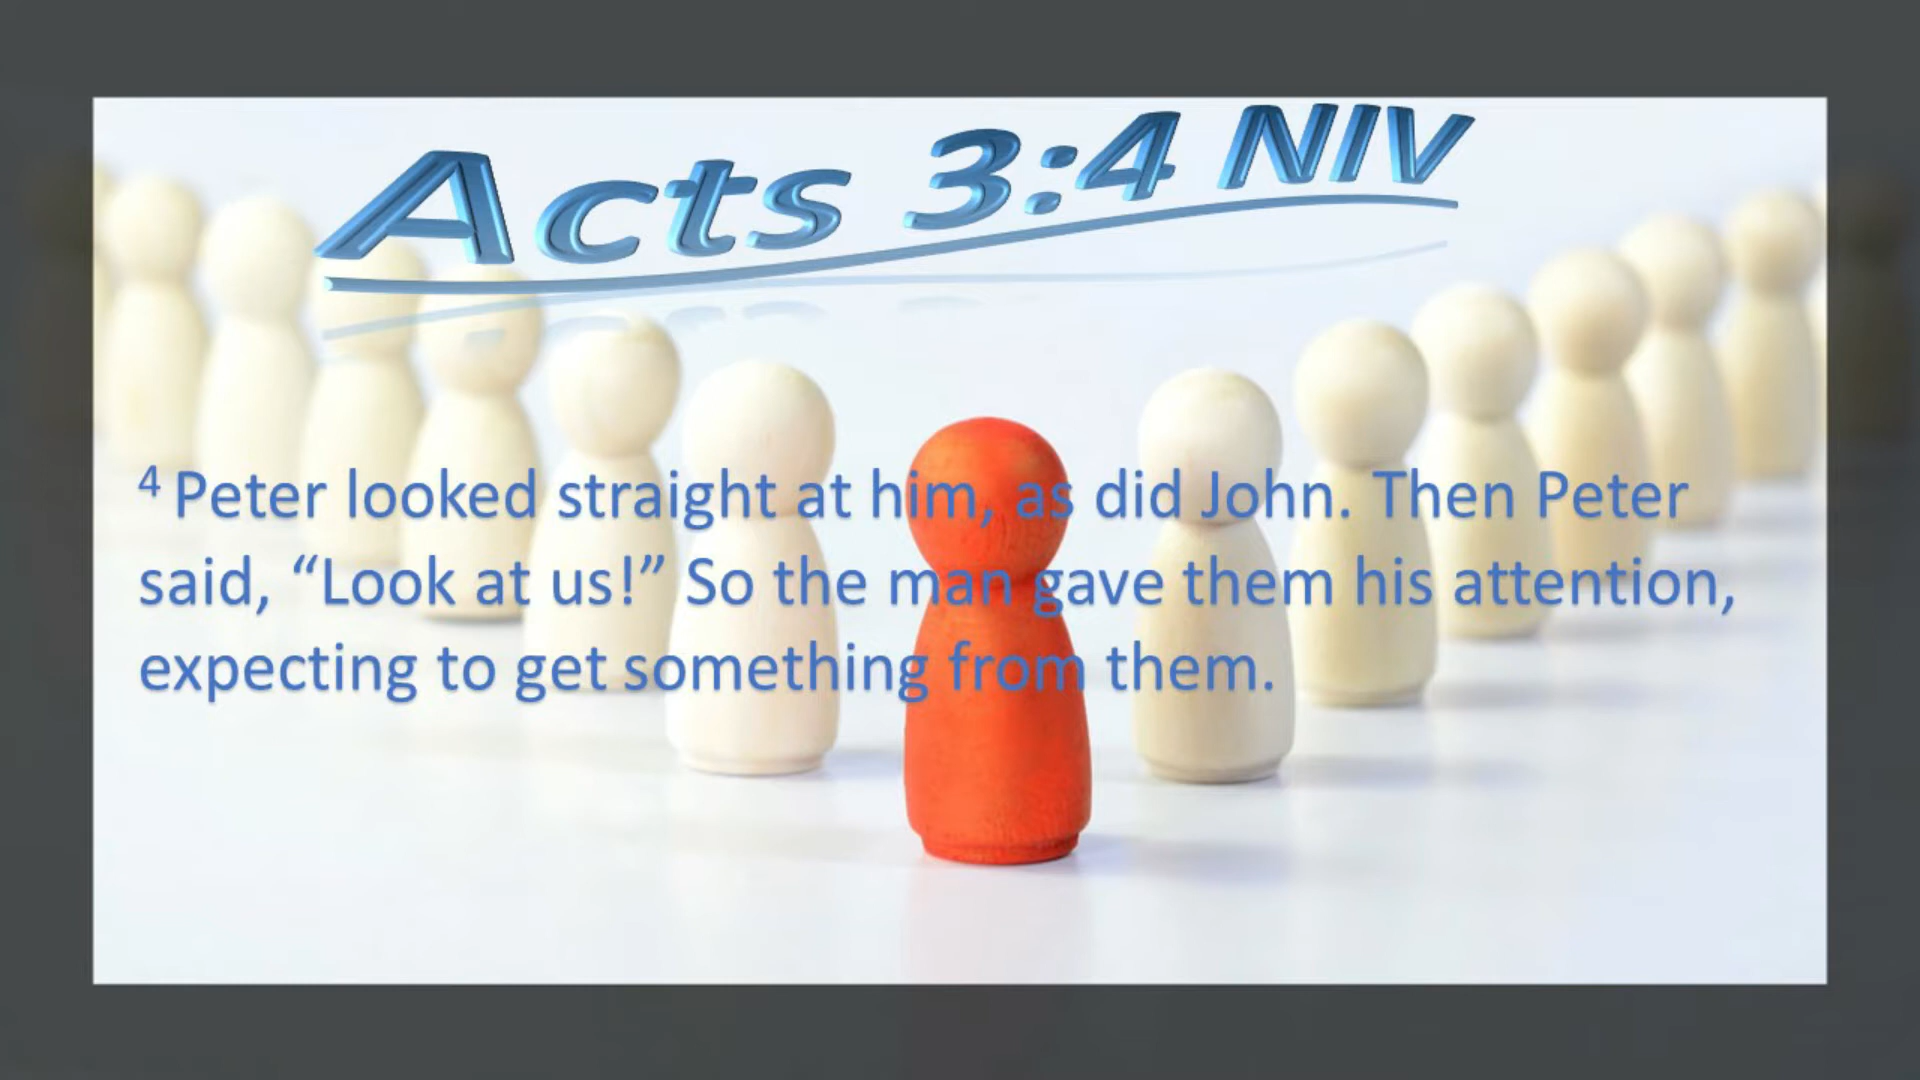 Acts 3:4 NIV
4 Peter looked straight at him, as did John. Then Peter
said, “Look at us!” So the man gave them his attention,
expecting to get something from them.